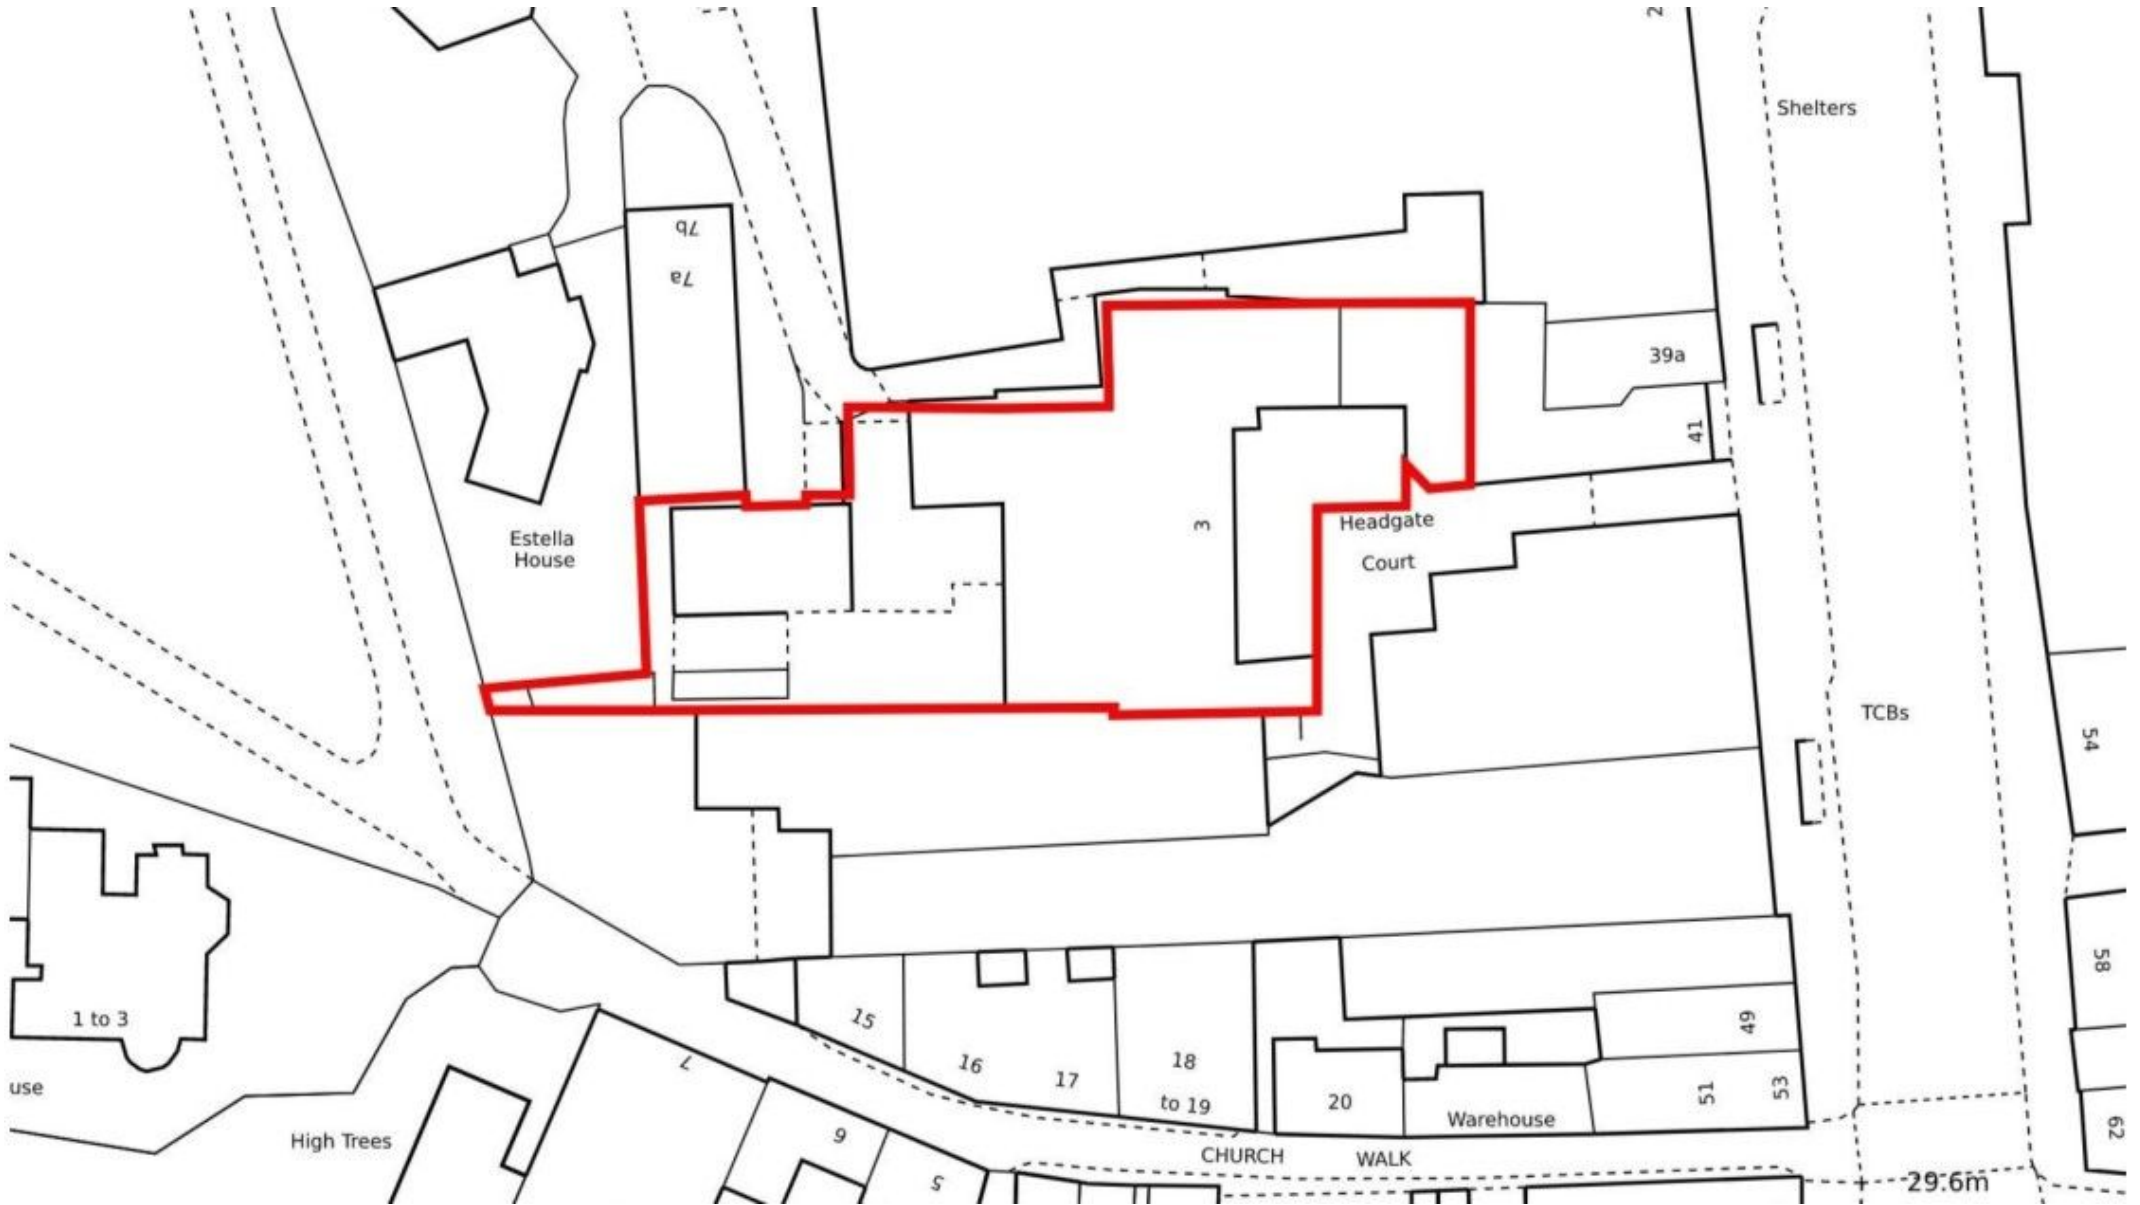 Shelters
7b
7a
39a
41
3
Headgate
Court
Estella
House
TCBs
54
58
1 to 3
use
15
16
17
18
to 19
20
Warehouse
49
51
53
62
7
6
5
High Trees
CHURCH WALK
29.6m